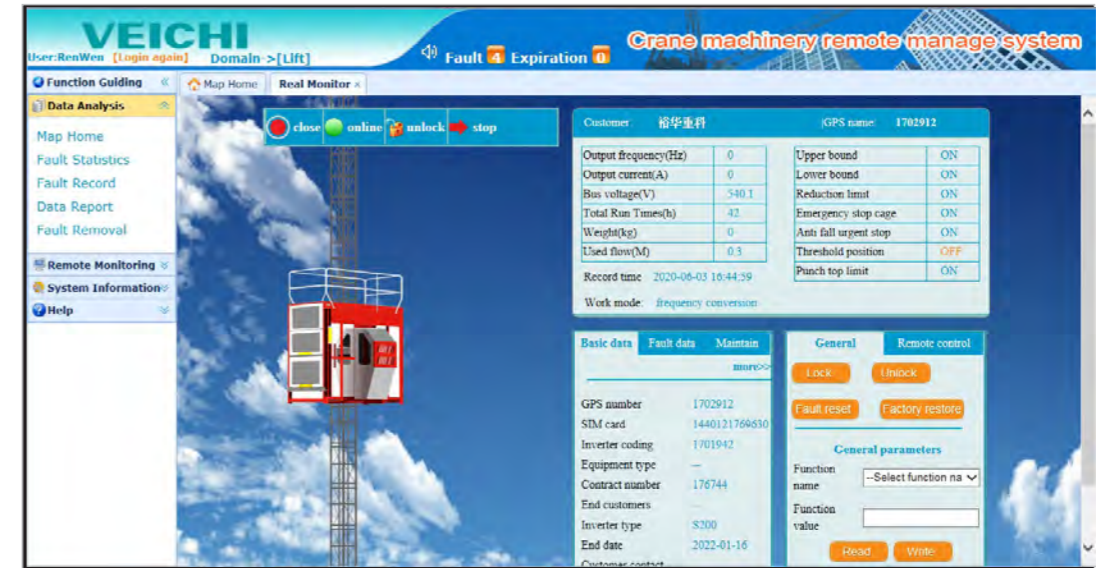 VEICHI
User:RenWen [Login again] Domain->[Lift]
Fault 4 Expiration 0
Crane machinery remote manage system
Function Guiding
Map Home
Real Monitor ×
Data Analysis
Map Home
Fault Statistics
Fault Record
Data Report
Fault Removal
Remote Monitoring
System Information
Help
close online unlock stop
Customer: 裕华重科 GPS name: 1702912
Output frequency(Hz) 0
Output current(A) 0
Bus voltage(V) 540.1
Total Run Times(h) 42
Weight(kg) 0
Used flow(M) 0.3
Record time 2020-06-03 16:44:59
Work mode: frequency conversion
Upper bound ON
Lower bound ON
Reduction limit ON
Emergency stop cage ON
Anti fall urgent stop ON
Threshold position OFF
Punch top limit ON
Basic data Fault data Maintain
more>>
GPS number 1702912
SIM card 1440121769630
Inverter coding 1701942
Equipment type —
Contract number 176744
End customers —
Inverter type S200
End date 2022-01-16
Customer contact
General Remote control
Lock Unlock
Fault reset Factory restore
General parameters
Function name --Select function na
Function value
Read Write